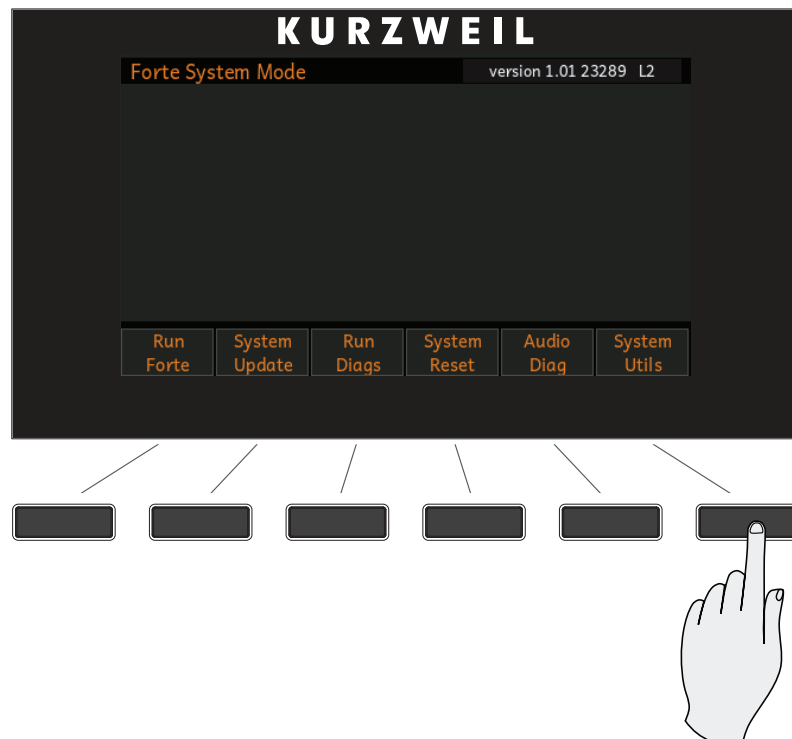 KURZWEIL
Forte System Mode version 1.01 23289 L2
Run Forte
System Update
Run Diags
System Reset
Audio Diag
System Utils